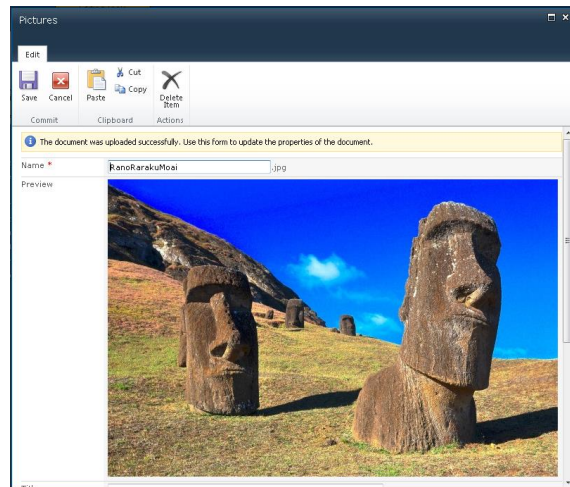 Pictures
Edit
Save
Cancel
Paste
Cut
Copy
Delete
Item
Commit
Clipboard
Actions
The document was uploaded successfully. Use this form to update the properties of the document.
Name *
RanoRarakuMoai
.jpg
Preview